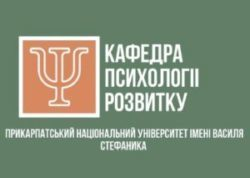 КАФЕДРА
ПСИХОЛОГІЇ
РОЗВИТКУ
ПРИКАРПАТСЬКИЙ НАЦІОНАЛЬНИЙ УНІВЕРСИТЕТ ІМЕНІ ВАСИЛЯ
СТЕФАНИКА